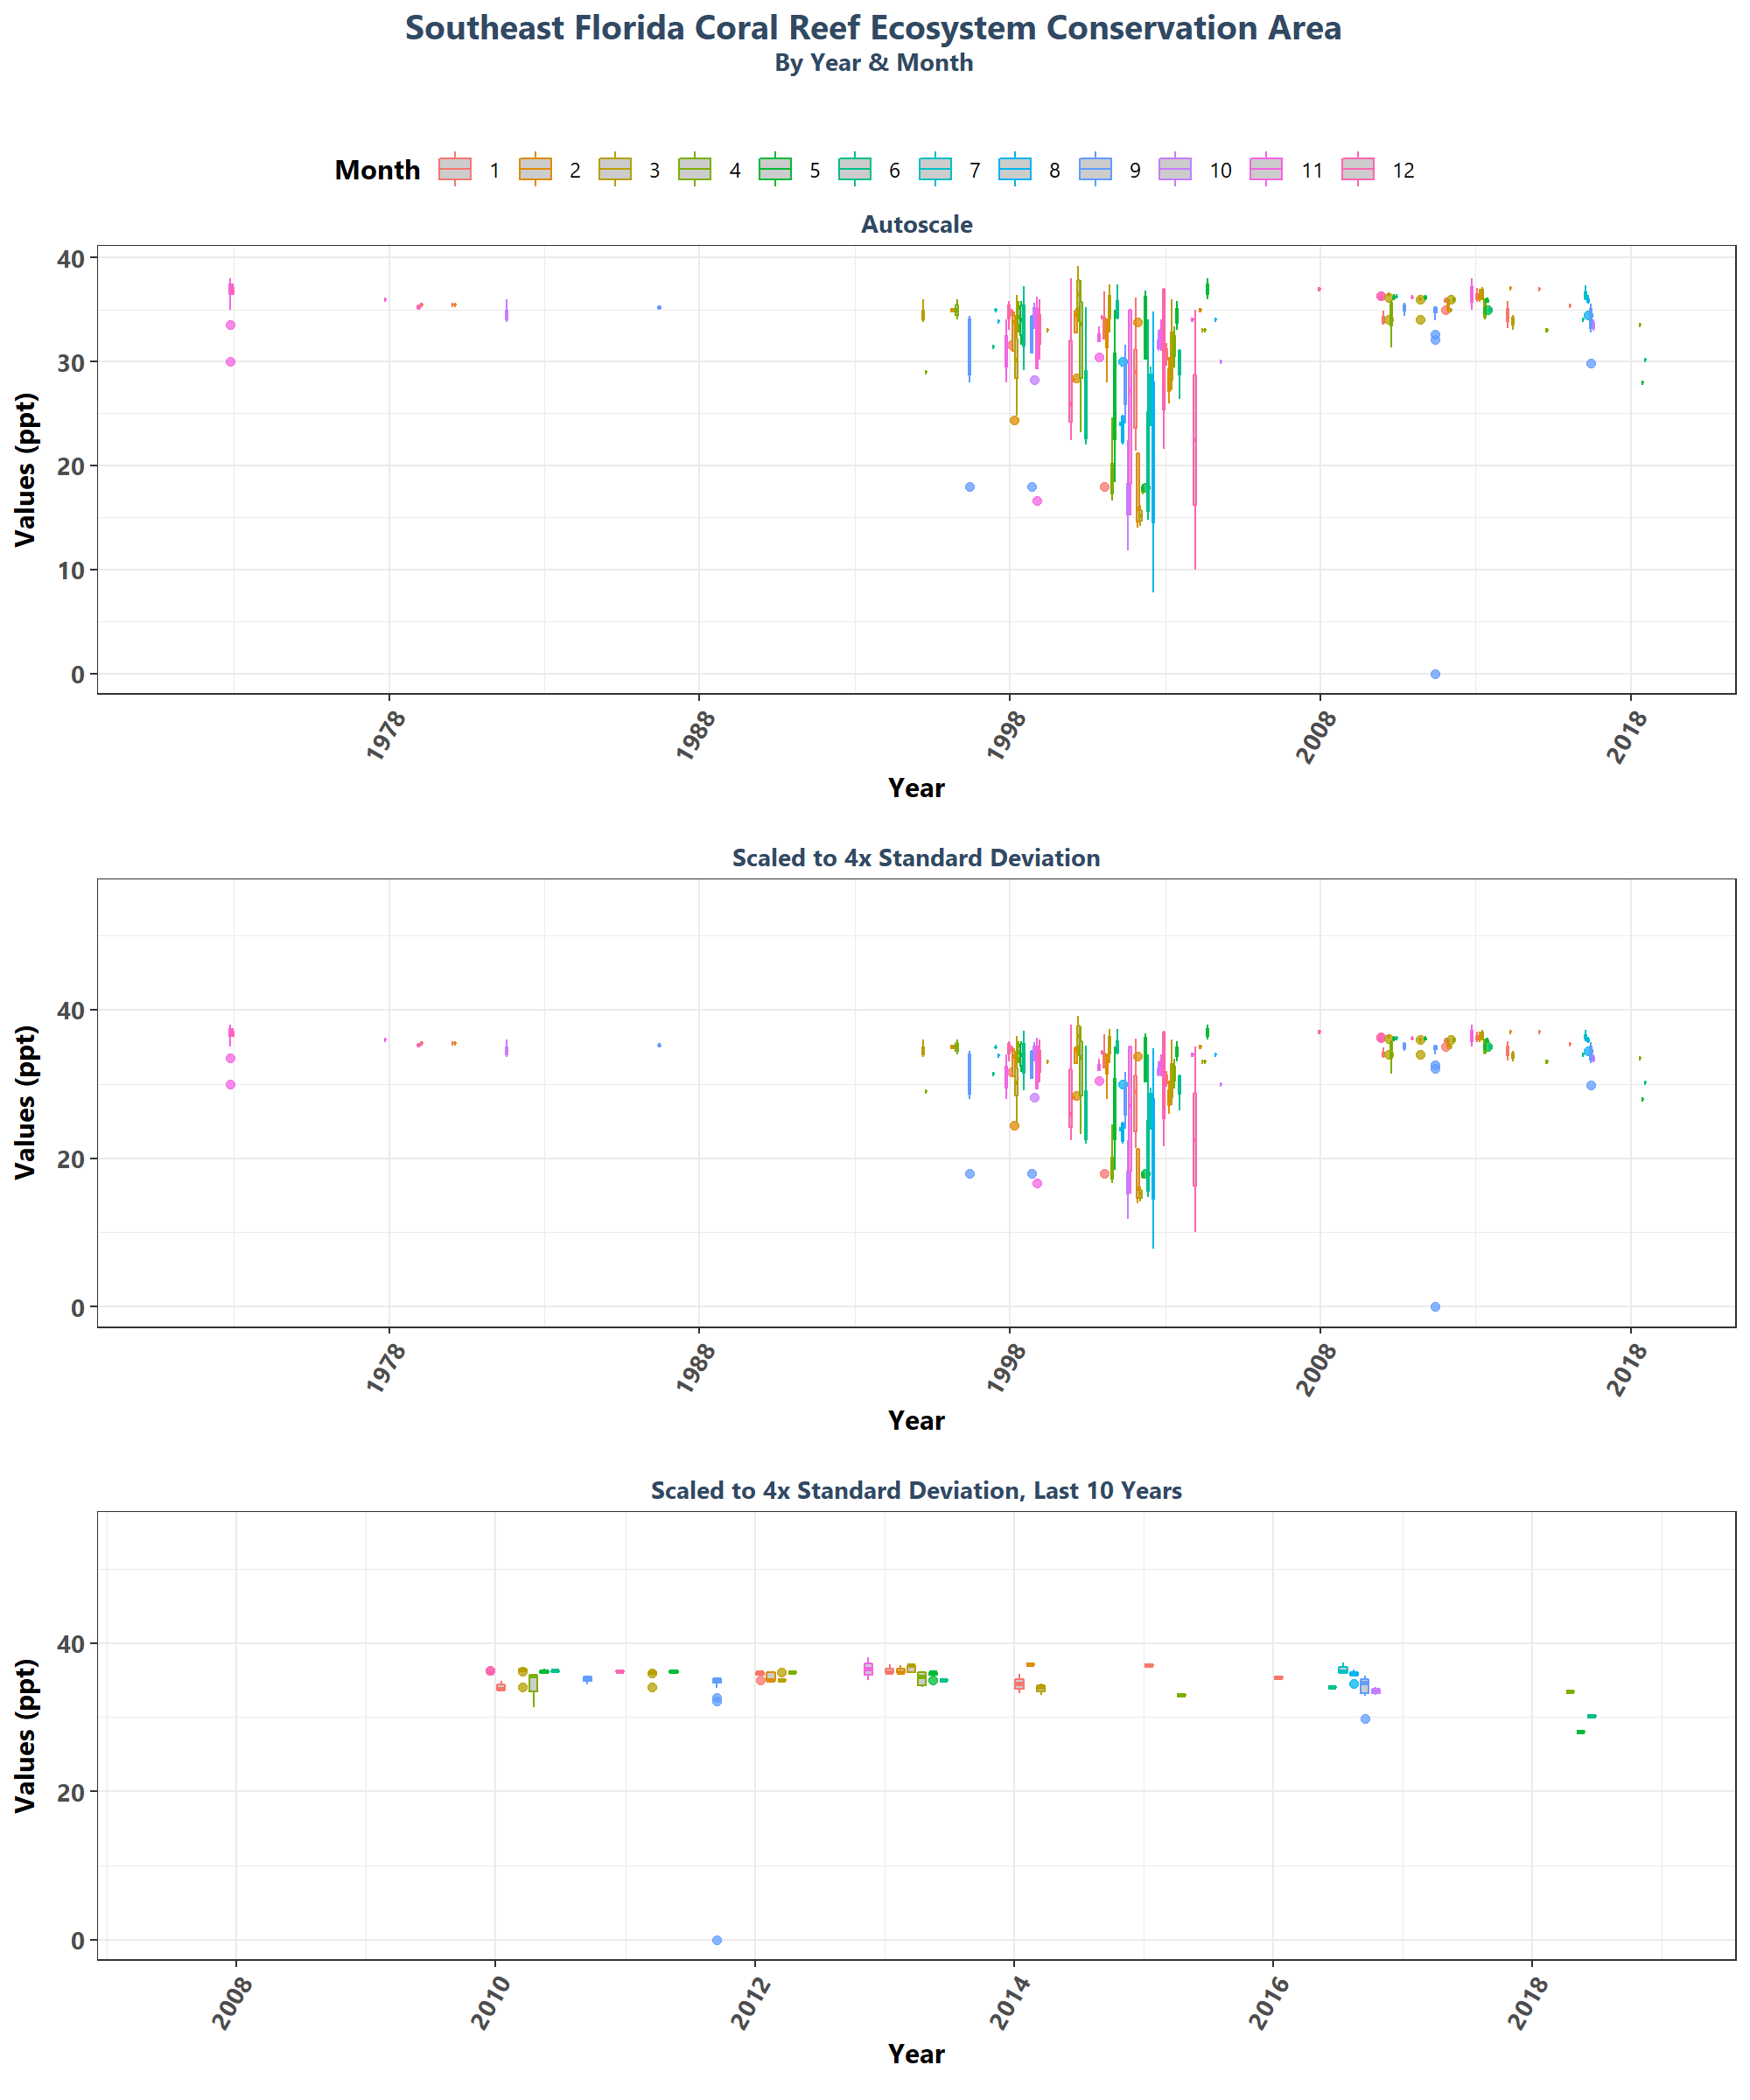 Southeast Florida Coral Reef Ecosystem Conservation Area
By Year & Month
Month 1 2 3 4 5 6 7 8 9 10 11 12
Autoscale
Values (ppt)
40
30
20
10
0
1978 1988 1998 2008 2018
Year
Scaled to 4x Standard Deviation
Values (ppt)
40
20
0
1978 1988 1998 2008 2018
Year
Scaled to 4x Standard Deviation, Last 10 Years
Values (ppt)
40
20
0
2008 2010 2012 2014 2016 2018
Year